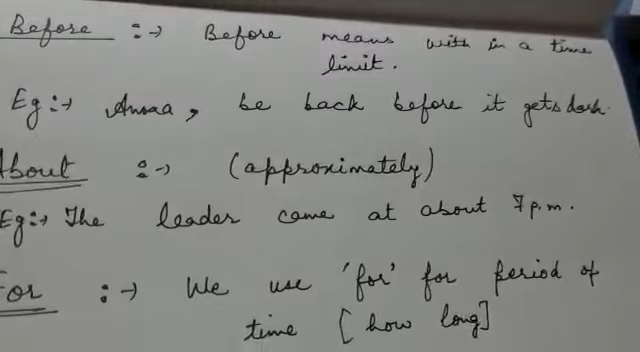 Before :→ Before means with in a time
limit.
Eg:→ Ansaa, be back before it gets dark.
About :→ (approximately)
Eg:→ The leader came at about 7 p.m.
For :→ We use 'for' for period of
time [how long]